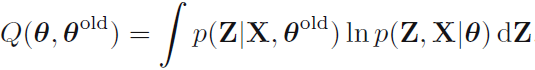 Q(𝜽, 𝜽^old) = ∫ p(𝐙|𝐗, 𝜽^old) ln p(𝐙, 𝐗|𝜽) d𝐙